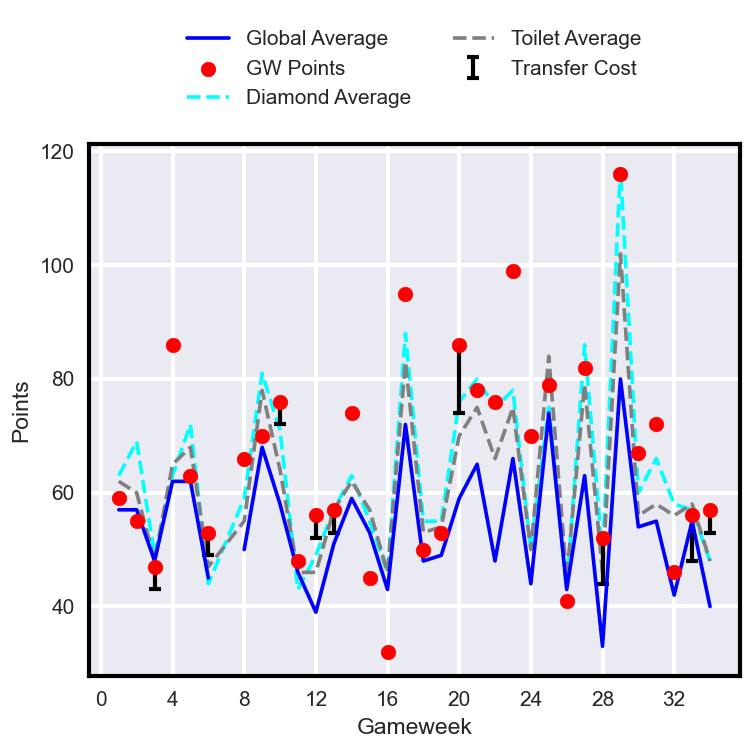 Global Average
GW Points
Diamond Average
Toilet Average
Transfer Cost
120
100
80
60
40
Points
0 4 8 12 16 20 24 28 32
Gameweek